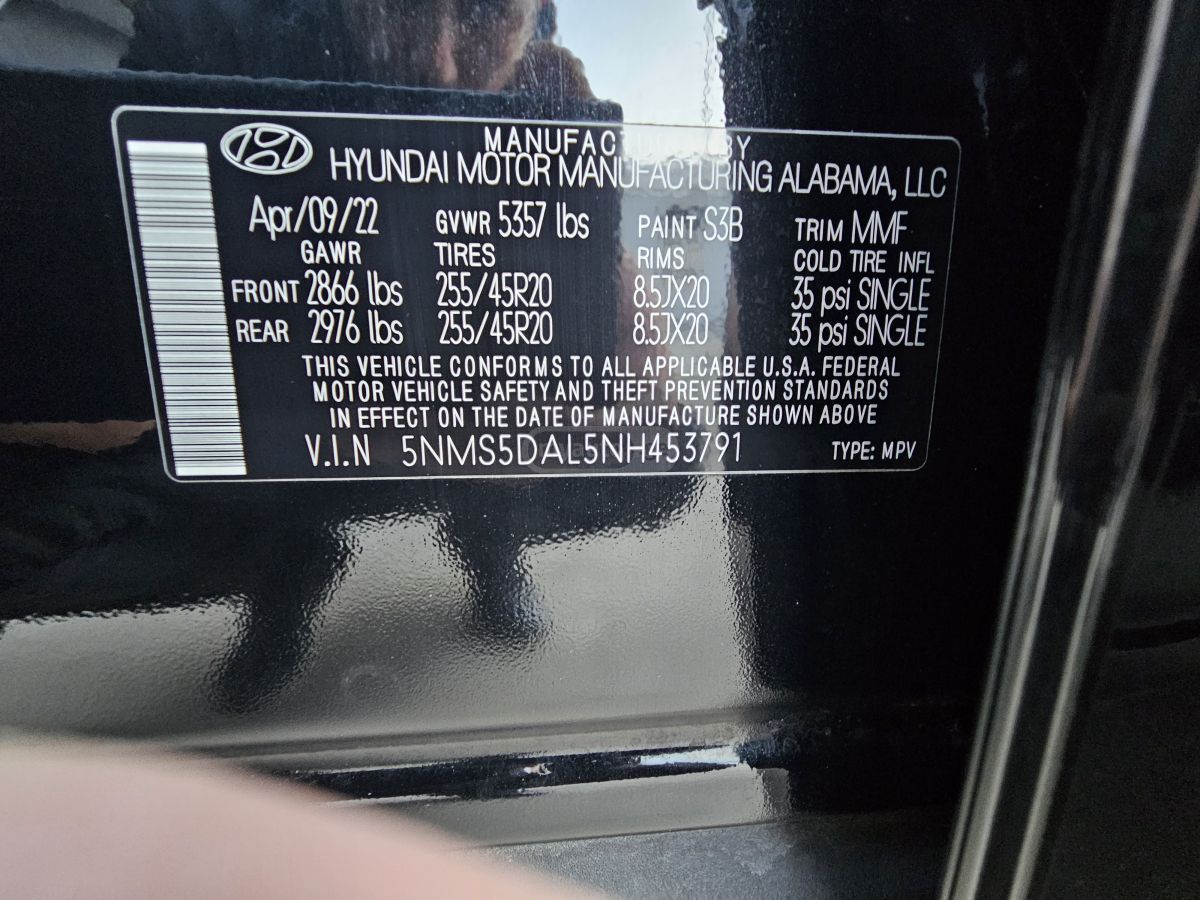 MANUFACTURED BY
HYUNDAI MOTOR MANUFACTURING ALABAMA, LLC
Apr/09/22 GVWR 5357 lbs PAINT S3B TRIM MMF
GAWR TIRES RIMS COLD TIRE INFL
FRONT 2866 lbs 255/45R20 8.5JX20 35 psi SINGLE
REAR 2976 lbs 255/45R20 8.5JX20 35 psi SINGLE
THIS VEHICLE CONFORMS TO ALL APPLICABLE U.S.A. FEDERAL
MOTOR VEHICLE SAFETY AND THEFT PREVENTION STANDARDS
IN EFFECT ON THE DATE OF MANUFACTURE SHOWN ABOVE
V.I.N 5NMS5DAL5NH453791 TYPE: MPV